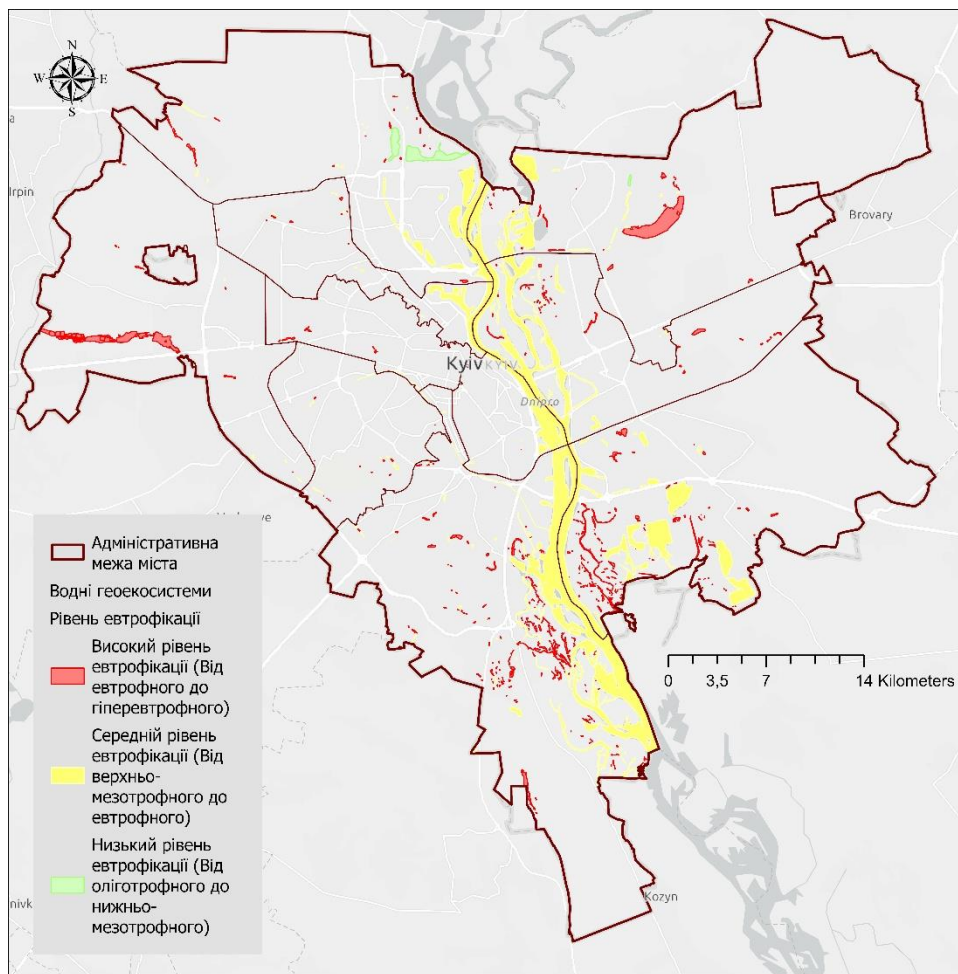 N
W E
S
Irpin
Brovary
Kyiv KYIV
Dnipro
Адміністративна
межа міста
Водні геоекосистеми
Рівень евтрофікації
Високий рівень
евтрофікації (Від
евтрофного до
гіперевтрофного)
Середній рівень
евтрофікації (Від
верхньо-
мезотрофного до
евтрофного)
Низький рівень
евтрофікації (Від
оліготрофного до
нижньо-
мезотрофного)
0 3,5 7 14 Kilometers
Kozyn
nivk